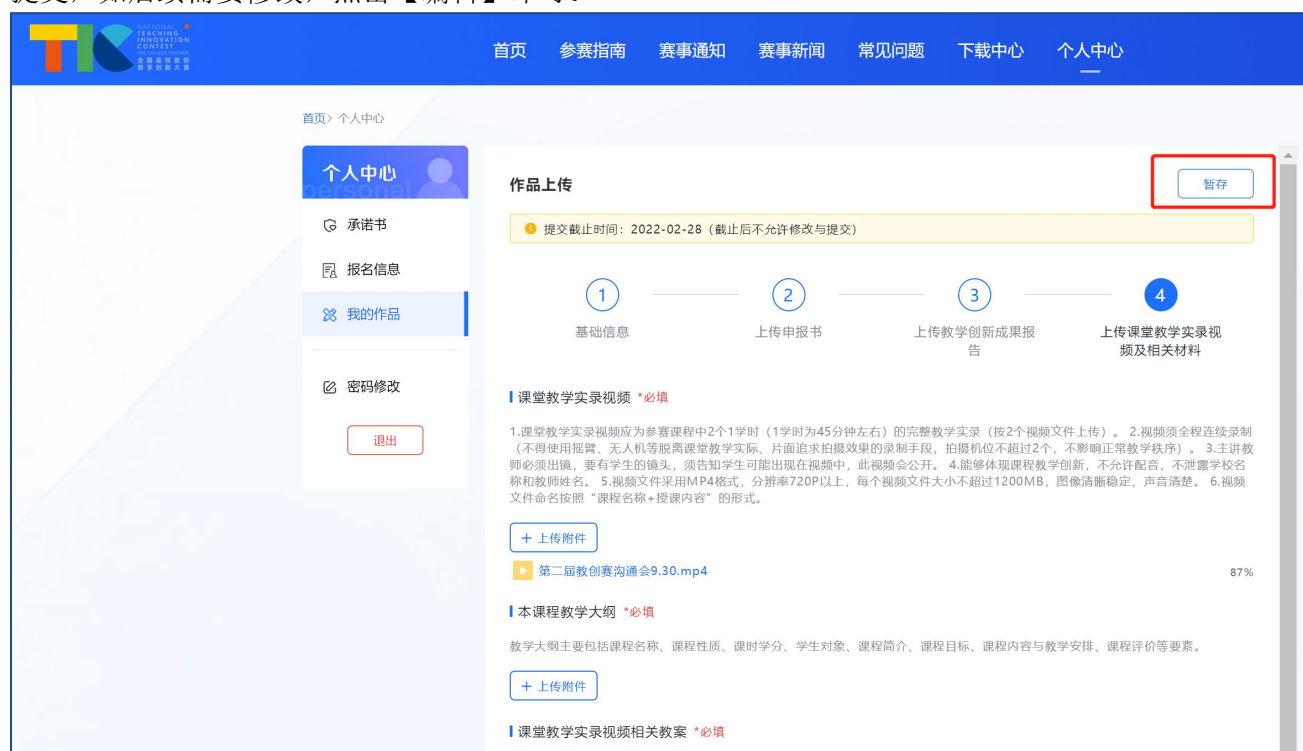 NATIONAL
TEACHING
INNOVATION
CONTEST
FOR COLLEGE TEACHERS
全国高校教师
教学创新大赛
首页 参赛指南 赛事通知 赛事新闻 常见问题 下载中心 个人中心
首页> 个人中心
个人中心
personal
承诺书
报名信息
我的作品
密码修改
退出
作品上传
暂存
提交截止时间：2022-02-28（截止后不允许修改与提交）
1
2
3
4
基础信息
上传申报书
上传教学创新成果报
告
上传课堂教学实录视
频及相关材料
课堂教学实录视频 *必填
1.课堂教学实录视频应为参赛课程中2个1学时（1学时为45分钟左右）的完整教学实录（按2个视频文件上传）。 2.视频须全程连续录制
（不得使用摇臂、无人机等脱离课堂教学实际、片面追求拍摄效果的录制手段，拍摄机位不超过2个，不影响正常教学秩序）。 3.主讲教
师必须出镜，要有学生的镜头，须告知学生可能出现在视频中，此视频会公开。 4.能够体现课程教学创新，不允许配音，不泄露学校名
称和教师姓名。 5.视频文件采用MP4格式，分辨率720P以上，每个视频文件大小不超过1200MB，图像清晰稳定，声音清楚。 6.视频
文件命名按照“课程名称+授课内容”的形式。
+ 上传附件
第二届教创赛沟通会9.30.mp4
87%
本课程教学大纲 *必填
教学大纲主要包括课程名称、课程性质、课时学分、学生对象、课程简介、课程目标、课程内容与教学安排、课程评价等要素。
+ 上传附件
课堂教学实录视频相关教案 *必填